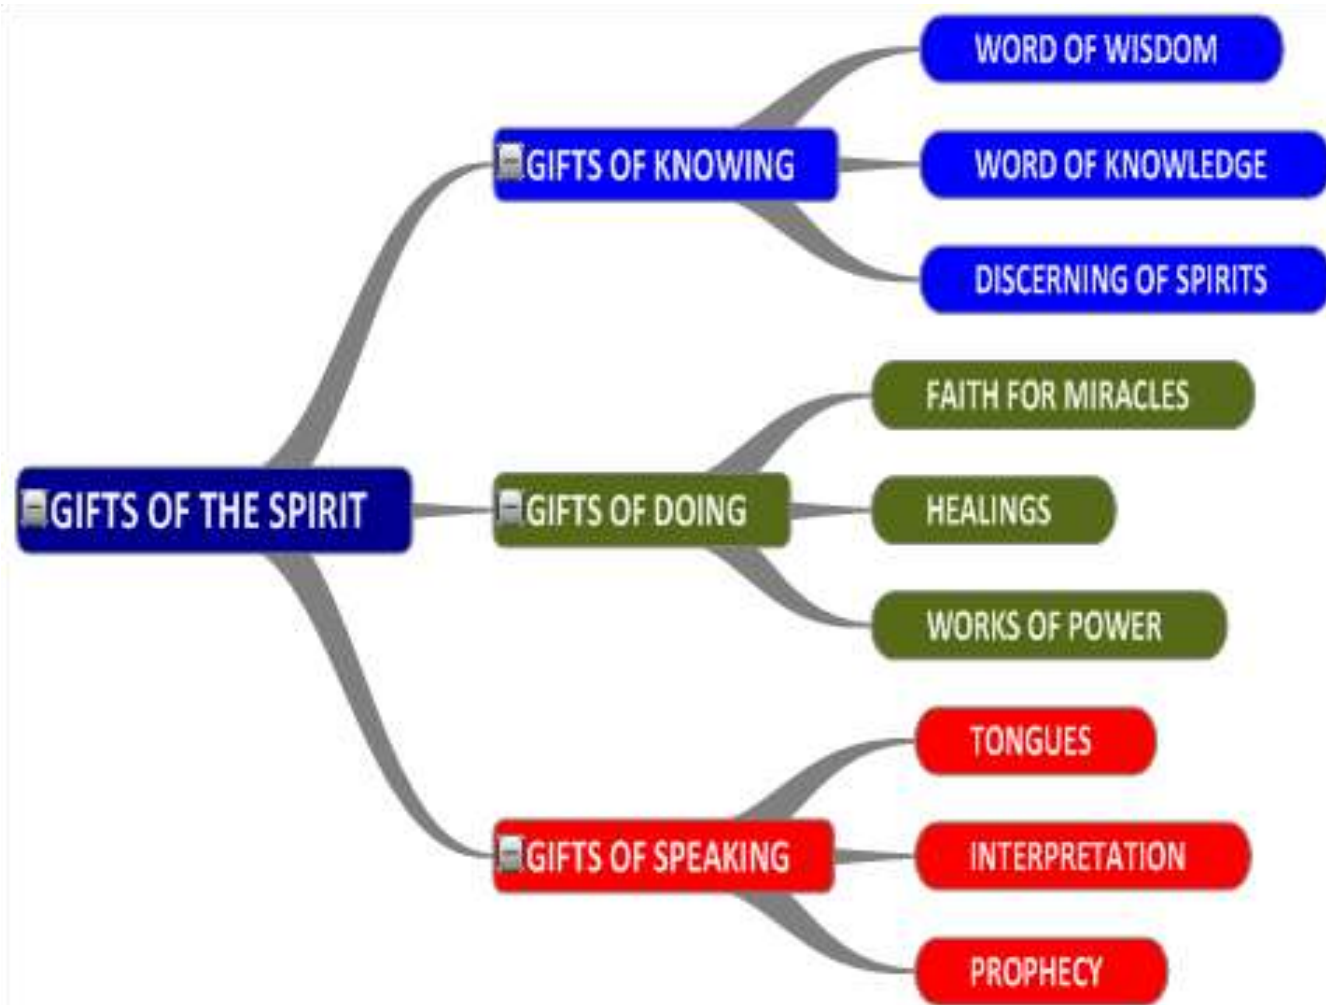 GIFTS OF THE SPIRIT
GIFTS OF KNOWING
WORD OF WISDOM
WORD OF KNOWLEDGE
DISCERNING OF SPIRITS
GIFTS OF DOING
FAITH FOR MIRACLES
HEALINGS
WORKS OF POWER
GIFTS OF SPEAKING
TONGUES
INTERPRETATION
PROPHECY